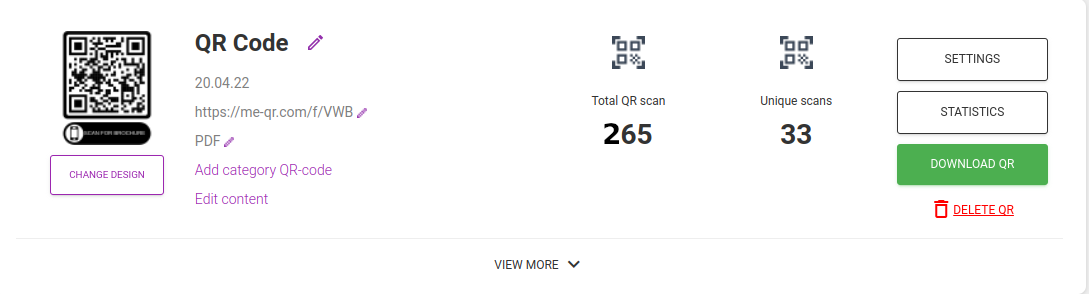 QR Code
20.04.22
https://me-qr.com/f/VWB
PDF
Add category QR-code
Edit content
SCAN FOR BROCHURE
CHANGE DESIGN
Total QR scan
265
Unique scans
33
SETTINGS
STATISTICS
DOWNLOAD QR
DELETE QR
VIEW MORE